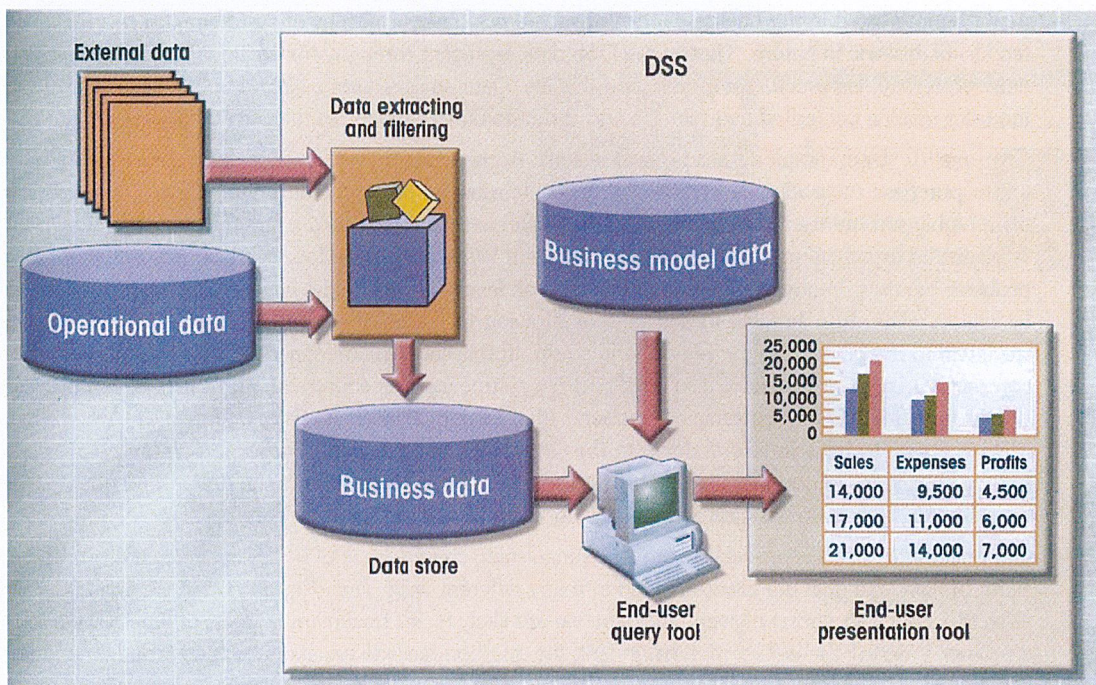 External data
DSS
Data extracting
and filtering
Business model data
Operational data
25,000
20,000
15,000
10,000
5,000
0
Sales Expenses Profits
14,000 9,500 4,500
17,000 11,000 6,000
21,000 14,000 7,000
Business data
Data store
End-user
query tool
End-user
presentation tool